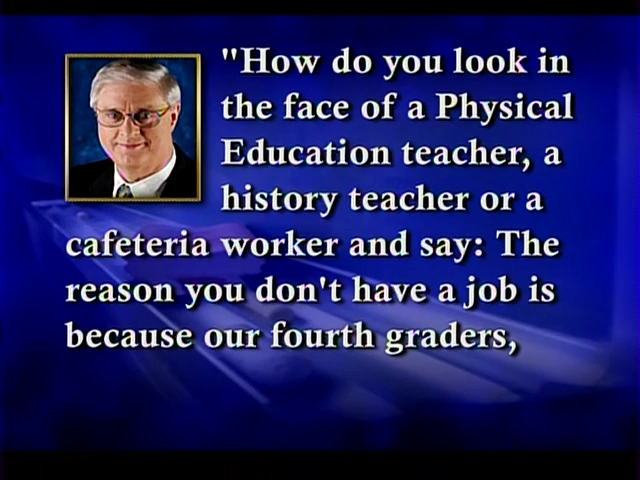 "How do you look in
the face of a Physical
Education teacher, a
history teacher or a
cafeteria worker and say: The
reason you don't have a job is
because our fourth graders,